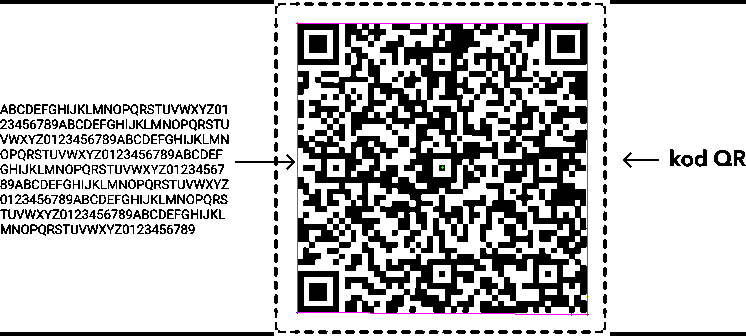 ABCDEFGHIJKLMNOPQRSTUVWXYZ01
23456789ABCDEFGHIJKLMNOPQRSTU
VWXYZ0123456789ABCDEFGHIJKLMN
OPQRSTUVWXYZ0123456789ABCDEF
GHIJKLMNOPQRSTUVWXYZ01234567
89ABCDEFGHIJKLMNOPQRSTUVWXYZ
0123456789ABCDEFGHIJKLMNOPQRS
TUVWXYZ0123456789ABCDEFGHIJKL
MNOPQRSTUVWXYZ0123456789
kod QR